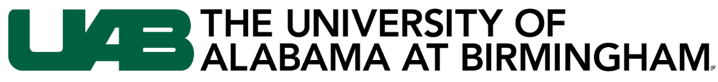 UAB
THE UNIVERSITY OF
ALABAMA AT BIRMINGHAM